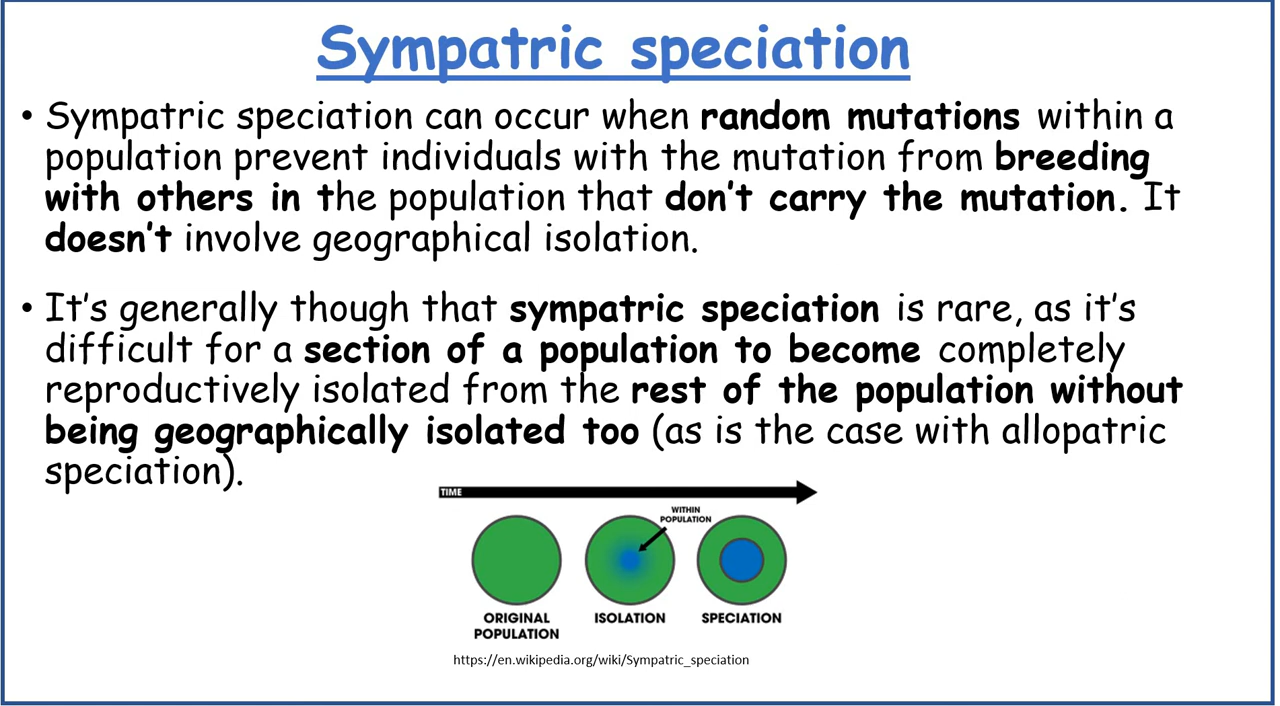 Sympatric speciation
• Sympatric speciation can occur when random mutations within a
population prevent individuals with the mutation from breeding
with others in the population that don't carry the mutation. It
doesn't involve geographical isolation.
• It's generally though that sympatric speciation is rare, as it's
difficult for a section of a population to become completely
reproductively isolated from the rest of the population without
being geographically isolated too (as is the case with allopatric
speciation).
TIME
WITHIN
POPULATION
ORIGINAL
POPULATION
ISOLATION
SPECIATION
https://en.wikipedia.org/wiki/Sympatric_speciation